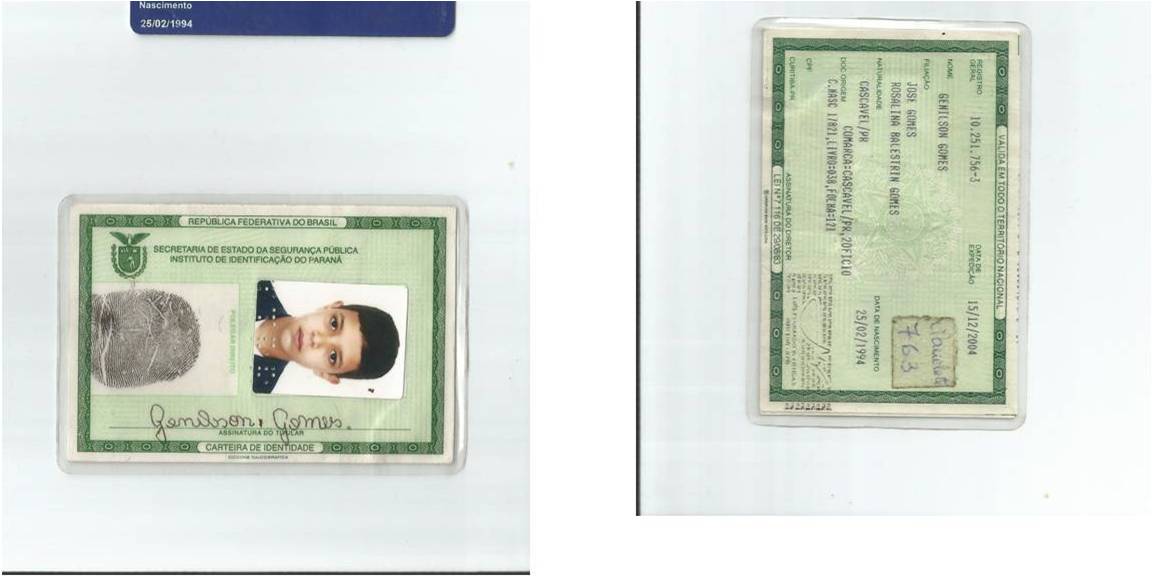 Nascimento
25/02/1994
REPÚBLICA FEDERATIVA DO BRASIL
SECRETARIA DE ESTADO DA SEGURANÇA PÚBLICA
INSTITUTO DE IDENTIFICAÇÃO DO PARANÁ
POLEGAR DIREITO
Genilson Gomes.
ASSINATURA DO TITULAR
CARTEIRA DE IDENTIDADE
VÁLIDA EM TODO O TERRITÓRIO NACIONAL
REGISTRO GERAL 10.251.756-3 DATA DE EXPEDIÇÃO 15/12/2004
NOME GENILSON GOMES
FILIAÇÃO JOSE GOMES
ROSALINA BALESTRIN GOMES
NATURALIDADE DATA DE NASCIMENTO
CASCAVEL/PR 25/02/1994
DOC ORIGEM COMARCA=CASCAVEL/PR, 2OFICIO
C.NASC 17821, LIVRO=038, FOLHA=121
CPF
CURITIBA-PR
ASSINATURA DO DIRETOR
LEI Nº 7.116 DE 29/08/83
763